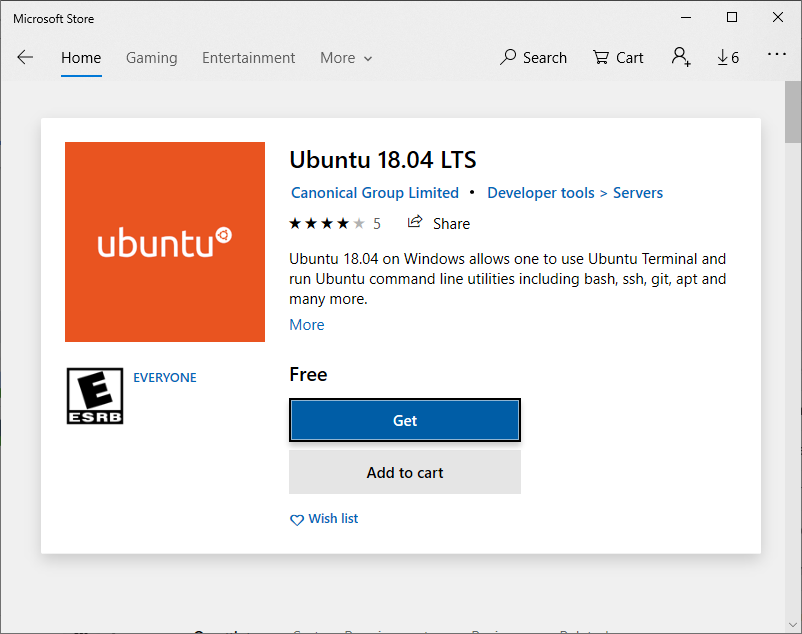 Microsoft Store
Home Gaming Entertainment More Search Cart 6
ubuntu
Ubuntu 18.04 LTS
Canonical Group Limited • Developer tools > Servers
5 Share
Ubuntu 18.04 on Windows allows one to use Ubuntu Terminal and
run Ubuntu command line utilities including bash, ssh, git, apt and
many more.
More
E
ESRB
EVERYONE
Free
Get
Add to cart
Wish list